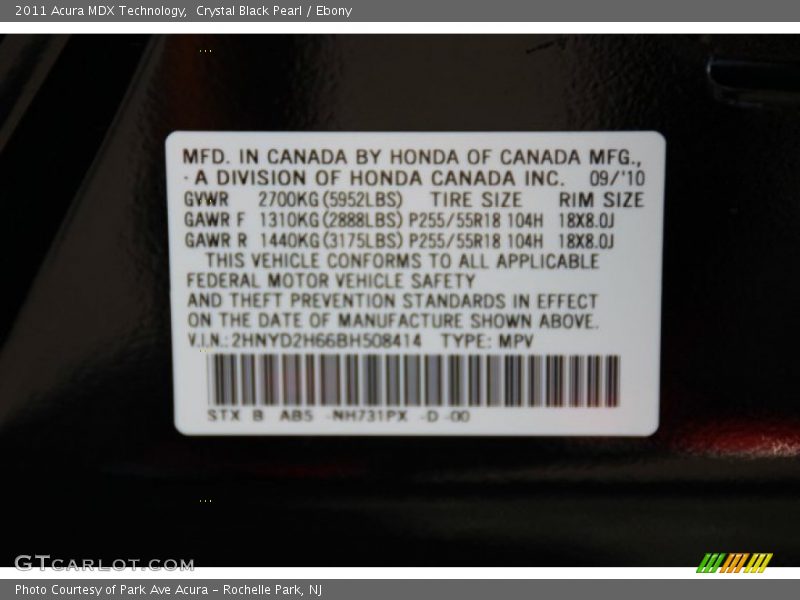 2011 Acura MDX Technology,  Crystal Black Pearl / Ebony
MFD. IN CANADA BY HONDA OF CANADA MFG.,
A DIVISION OF HONDA CANADA INC. 09/'10
GVWR 2700KG(5952LBS) TIRE SIZE RIM SIZE
GAWR F 1310KG(2888LBS) P255/55R18 104H 18X8.0J
GAWR R 1440KG(3175LBS) P255/55R18 104H 18X8.0J
THIS VEHICLE CONFORMS TO ALL APPLICABLE
FEDERAL MOTOR VEHICLE SAFETY
AND THEFT PREVENTION STANDARDS IN EFFECT
ON THE DATE OF MANUFACTURE SHOWN ABOVE.
V.I.N.:2HNYD2H66BH508414 TYPE: MPV
STX B AB5 -NH731PX -D -00
GTCARLOT.COM
Photo Courtesy of Park Ave Acura – Rochelle Park, NJ